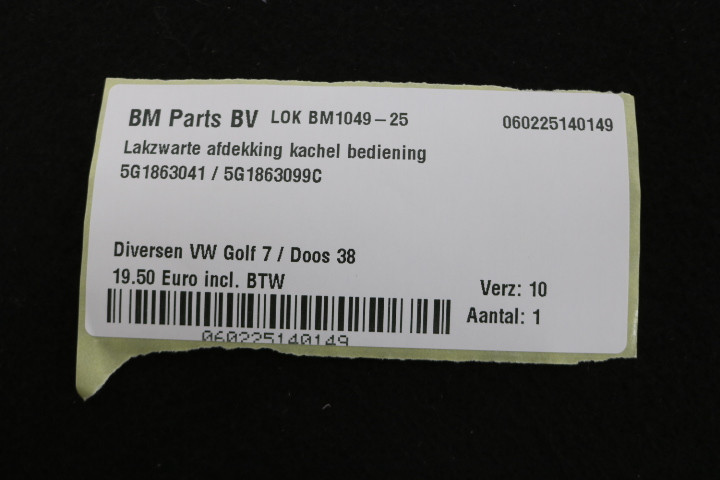 BM Parts BV LOK BM1049-25 060225140149
Lakzwarte afdekking kachel bediening
5G1863041 / 5G1863099C
Diversen VW Golf 7 / Doos 38
19.50 Euro incl. BTW
Verz: 10
Aantal: 1
060225140149